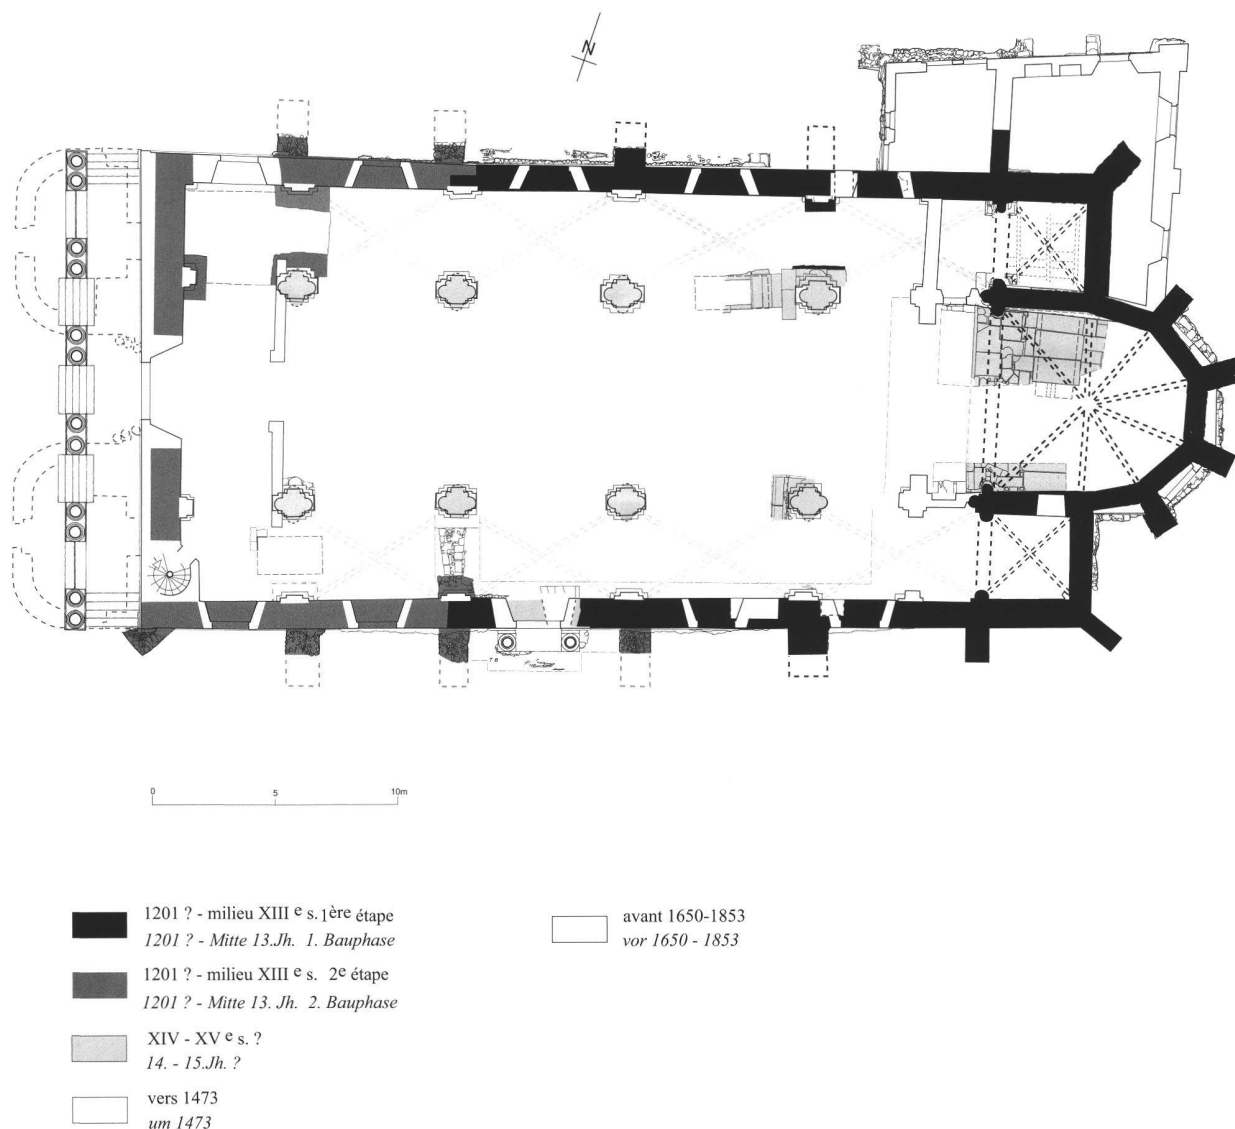 N
T B
0 5 10m
1201 ? - milieu XIII e s. 1ère étape
1201 ? - Mitte 13.Jh. 1. Bauphase
1201 ? - milieu XIII e s. 2e étape
1201 ? - Mitte 13. Jh. 2. Bauphase
XIV - XV e s. ?
14. - 15.Jh. ?
vers 1473
um 1473
avant 1650-1853
vor 1650 - 1853